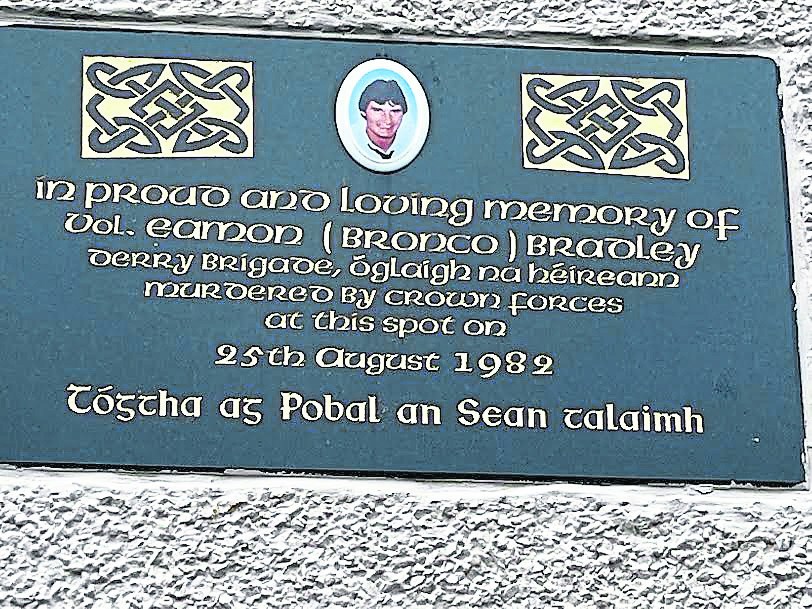 in proud and loving memory of
Vol. Eamon (Bronco) Bradley
Derry Brigade, Óglaigh na hÉireann
murdered by crown forces
at this spot on
25th August 1982
Tógtha ag Pobal an Sean talaimh